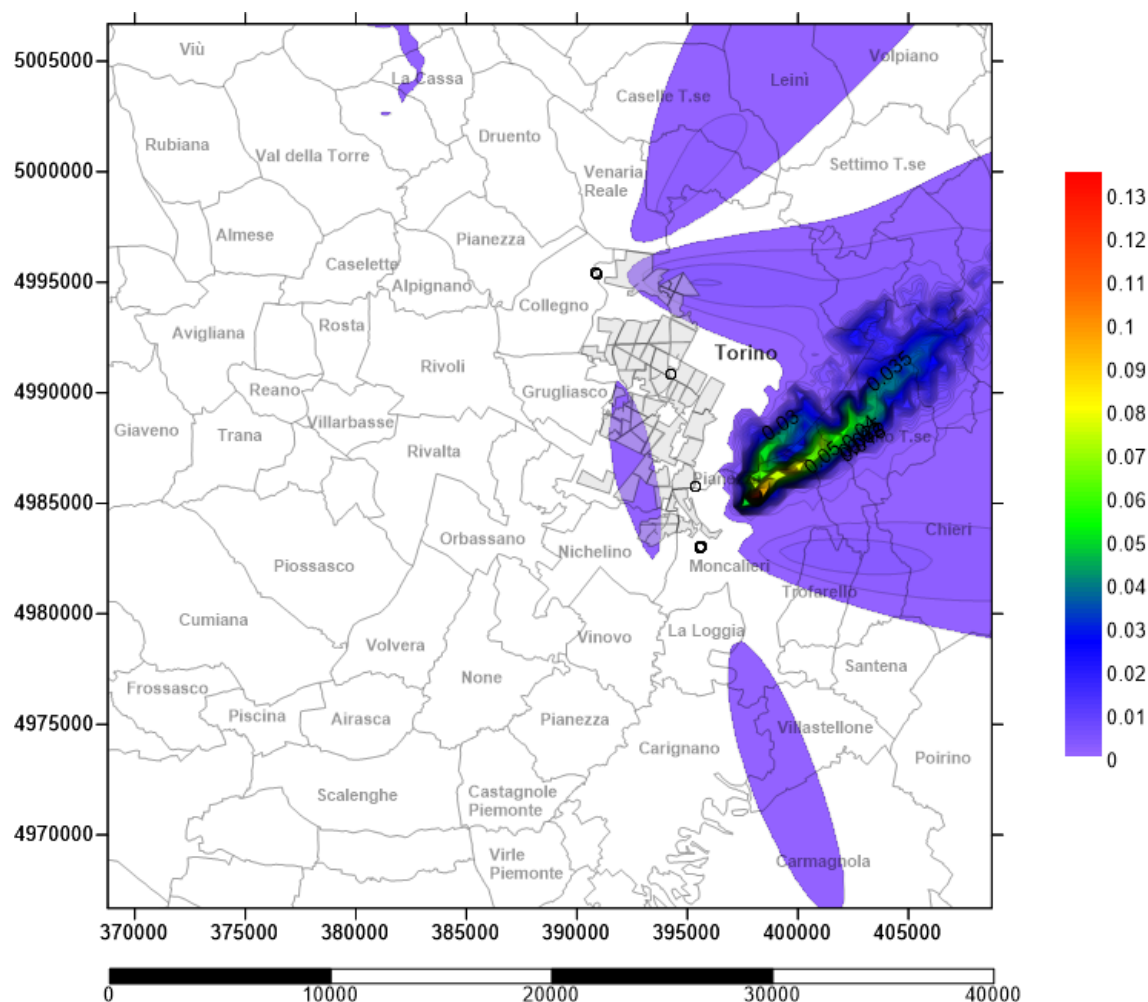 5005000
5000000
4995000
4990000
4985000
4980000
4975000
4970000
Viù
La Cassa
Volpiano
Leinì
Caselle T.se
Rubiana
Val della Torre
Druento
Venaria
Reale
Settimo T.se
Almese
Pianezza
Caselette
Alpignano
Collegno
Avigliana
Rosta
Rivoli
Torino
Reano
Grugliasco
Giaveno
Trana
Villarbasse
Rivalta
0.035
0.03
0.05
T.se
Orbassano
Nichelino
Moncalieri
Chieri
Piossasco
Trofarello
Cumiana
Volvera
Vinovo
La Loggia
Santena
None
Frossasco
Piscina
Airasca
Pianezza
Carignano
Villastellone
Poirino
Scalenghe
Castagnole
Piemonte
Virle
Piemonte
Carmagnola
370000 375000 380000 385000 390000 395000 400000 405000
0 10000 20000 30000 40000
0.13
0.12
0.11
0.1
0.09
0.08
0.07
0.06
0.05
0.04
0.03
0.02
0.01
0